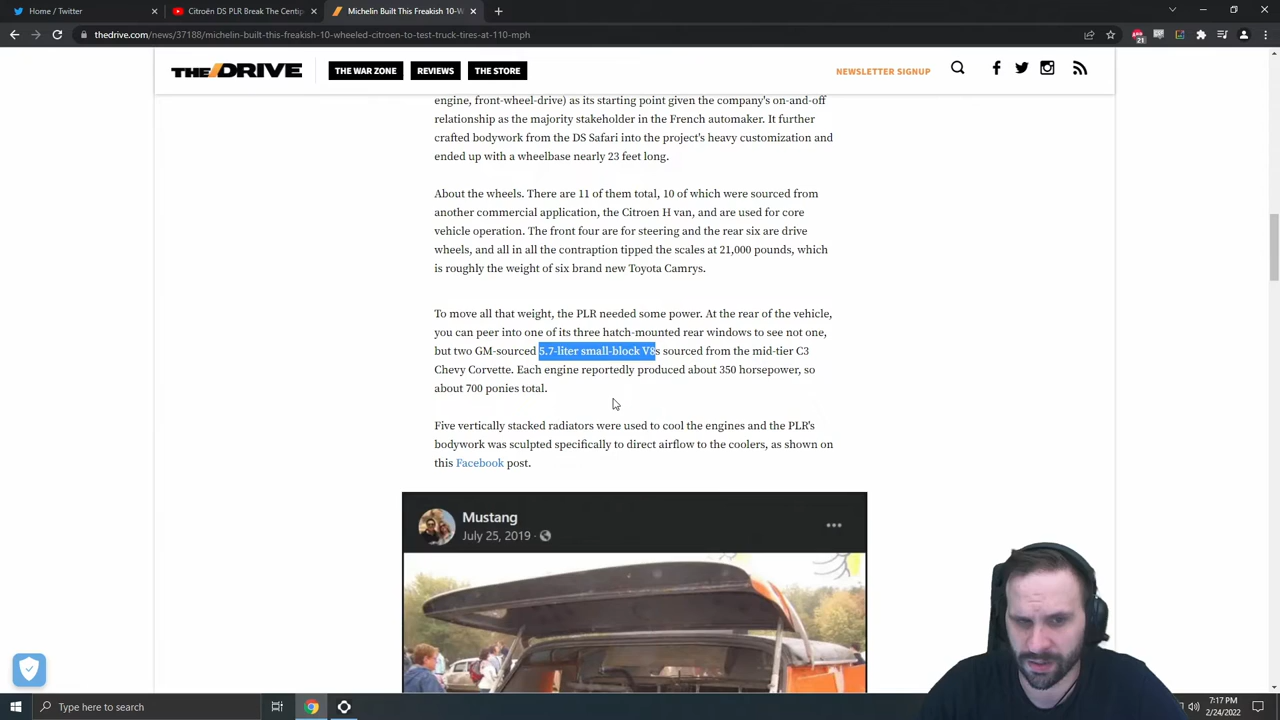 Home / Twitter
Citroën DS PLR Break The Centip
Michelin Built This Freakish 10-W
thedrive.com/news/37188/michelin-built-this-freakish-10-wheeled-citroen-to-test-truck-tires-at-110-mph
21
THE DRIVE
THE WAR ZONE
REVIEWS
THE STORE
NEWSLETTER SIGNUP
engine, front-wheel-drive) as its starting point given the company's on-and-off
relationship as the majority stakeholder in the French automaker. It further
crafted bodywork from the DS Safari into the project's heavy customization and
ended up with a wheelbase nearly 23 feet long.
About the wheels. There are 11 of them total, 10 of which were sourced from
another commercial application, the Citroen H van, and are used for core
vehicle operation. The front four are for steering and the rear six are drive
wheels, and all in all the contraption tipped the scales at 21,000 pounds, which
is roughly the weight of six brand new Toyota Camrys.
To move all that weight, the PLR needed some power. At the rear of the vehicle,
you can peer into one of its three hatch-mounted rear windows to see not one,
but two GM-sourced 5.7-liter small-block V8s sourced from the mid-tier C3
Chevy Corvette. Each engine reportedly produced about 350 horsepower, so
about 700 ponies total.
Five vertically stacked radiators were used to cool the engines and the PLR's
bodywork was sculpted specifically to direct airflow to the coolers, as shown on
this Facebook post.
Mustang
July 25, 2019 ·
Type here to search
7:17 PM
2/24/2022